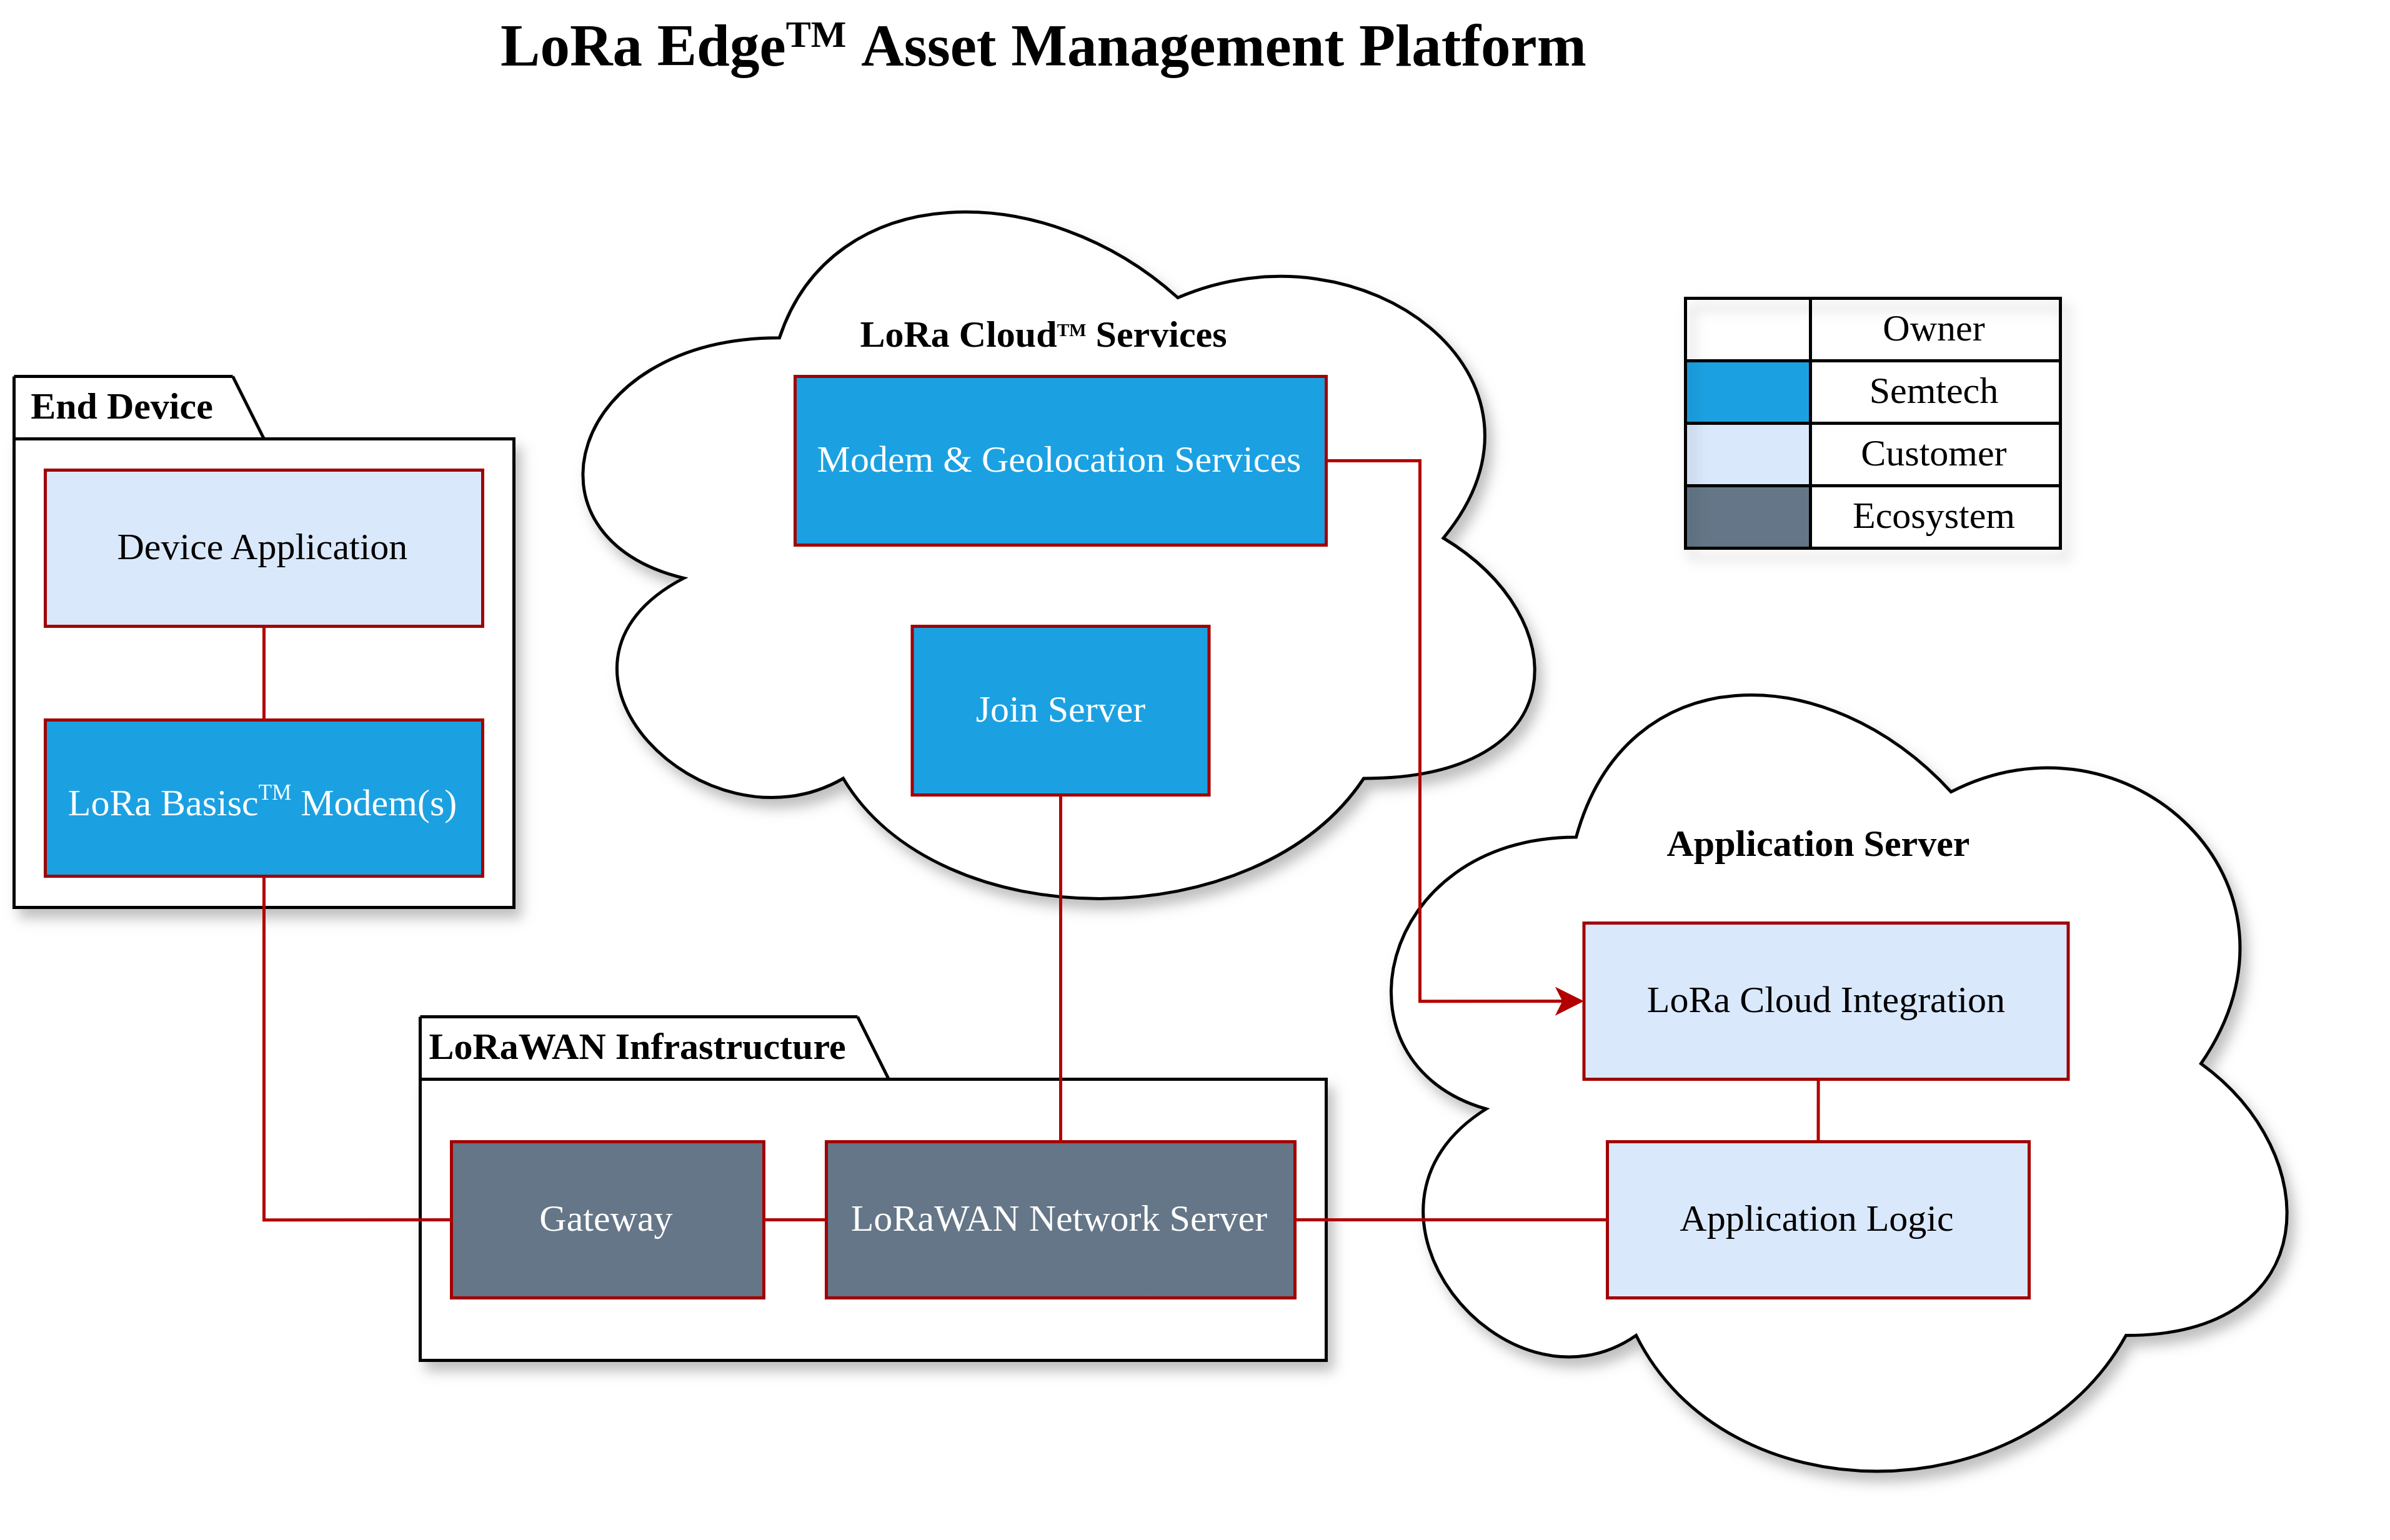 LoRa Edge™ Asset Management Platform
LoRa Cloud™ Services
Modem & Geolocation Services
Join Server
Owner
Semtech
Customer
Ecosystem
End Device
Device Application
LoRa Basisc™ Modem(s)
Application Server
LoRa Cloud Integration
Application Logic
LoRaWAN Infrastructure
Gateway
LoRaWAN Network Server